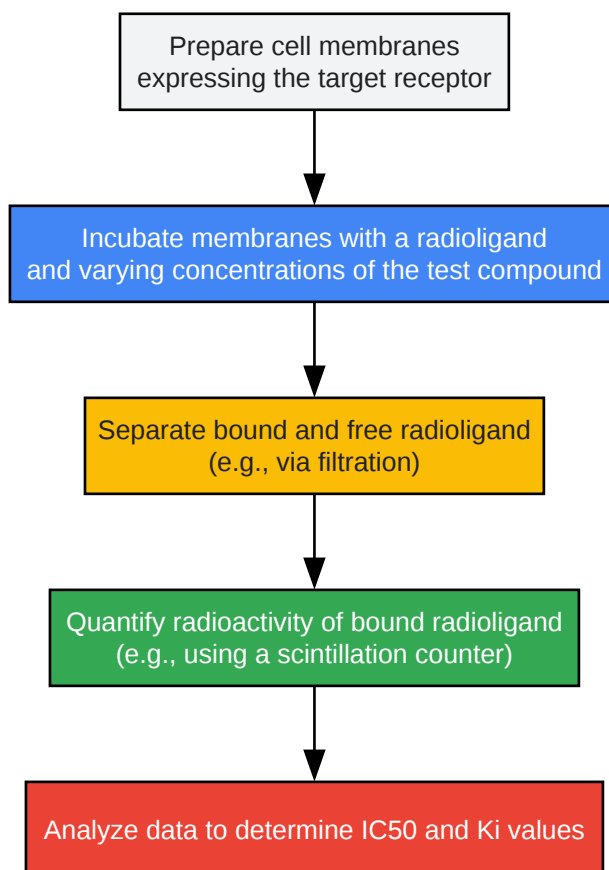 Prepare cell membranes
expressing the target receptor
Incubate membranes with a radioligand
and varying concentrations of the test compound
Separate bound and free radioligand
(e.g., via filtration)
Quantify radioactivity of bound radioligand
(e.g., using a scintillation counter)
Analyze data to determine IC50 and Ki values